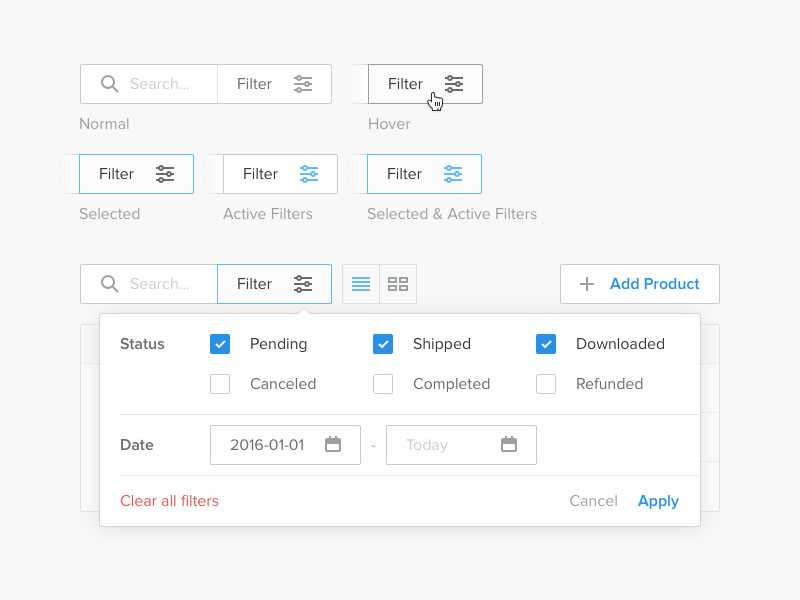 Search... Filter Filter
Normal Hover
Filter Filter Filter
Selected Active Filters Selected & Active Filters
Search... Filter Add Product
Status Pending Shipped Downloaded
Canceled Completed Refunded
Date 2016-01-01 - Today
Clear all filters Cancel Apply